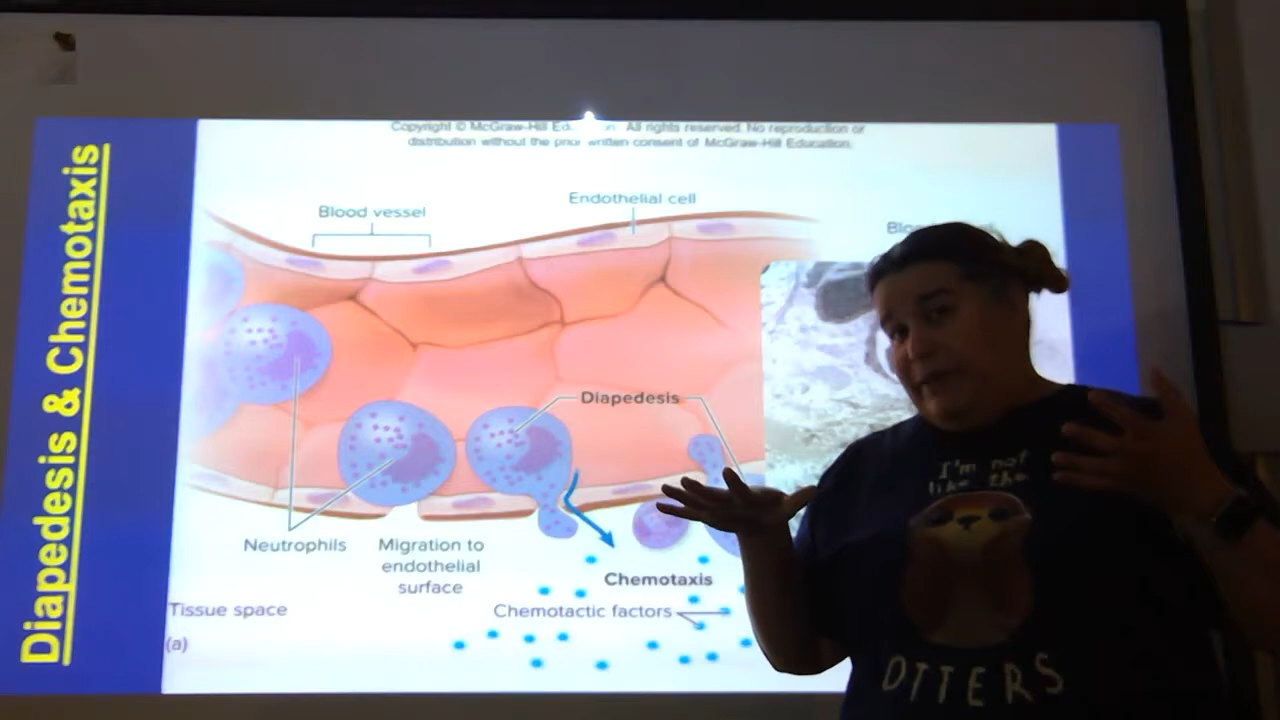 Diapedesis & Chemotaxis
Copyright © McGraw-Hill All rights reserved. No reproduction or
distribution without the prior written consent of McGraw-Hill Education.
Endothelial cell
Blood vessel
Diapedesis
Neutrophils
Migration to
endothelial
surface
Chemotaxis
Chemotactic factors
Tissue space
(a)
I'm not
like the
OTTERS